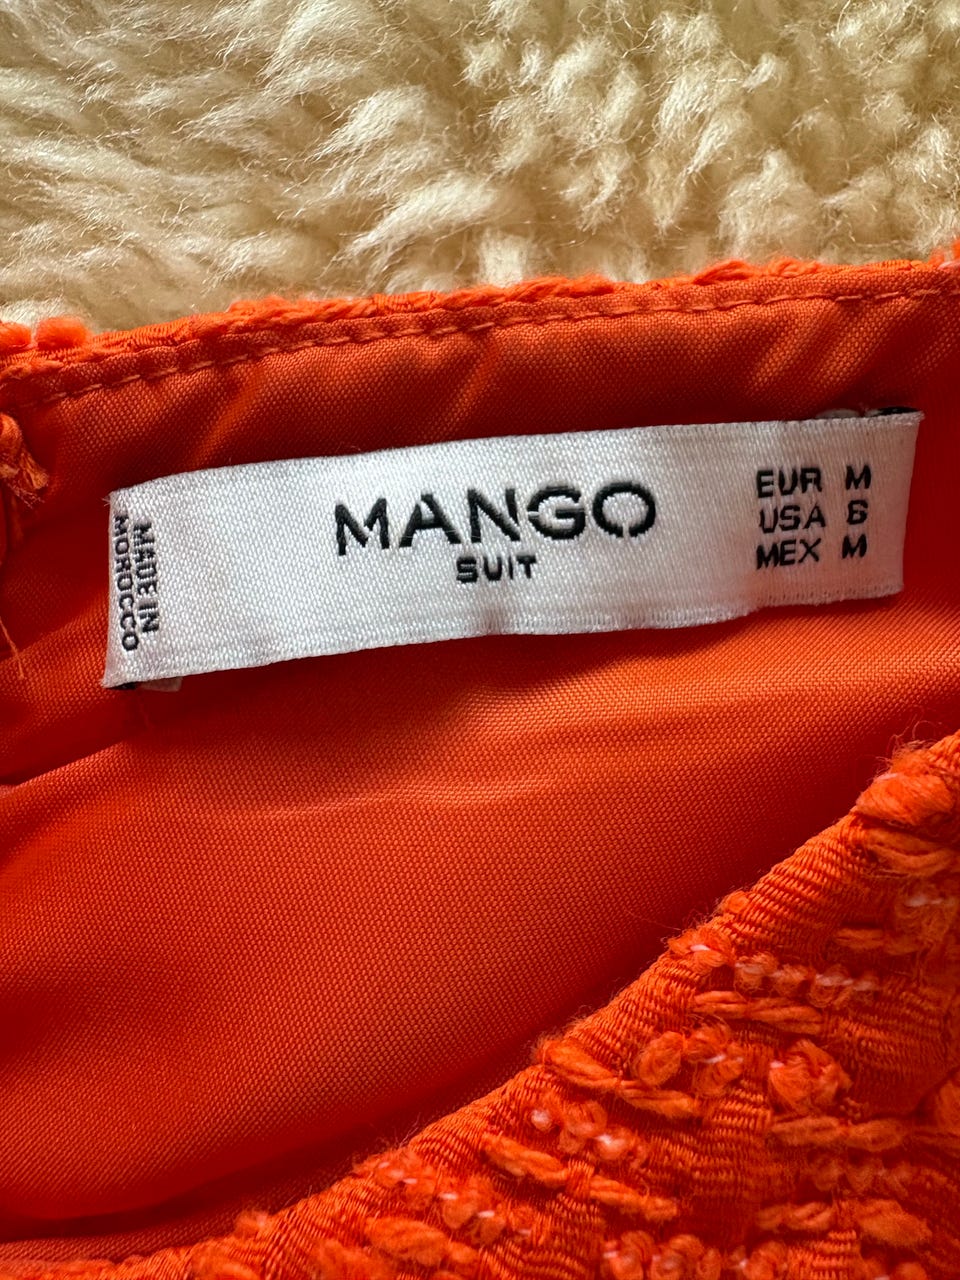 MANGO
SUIT
EUR M
USA 6
MEX M
MADE IN
MOROCCO